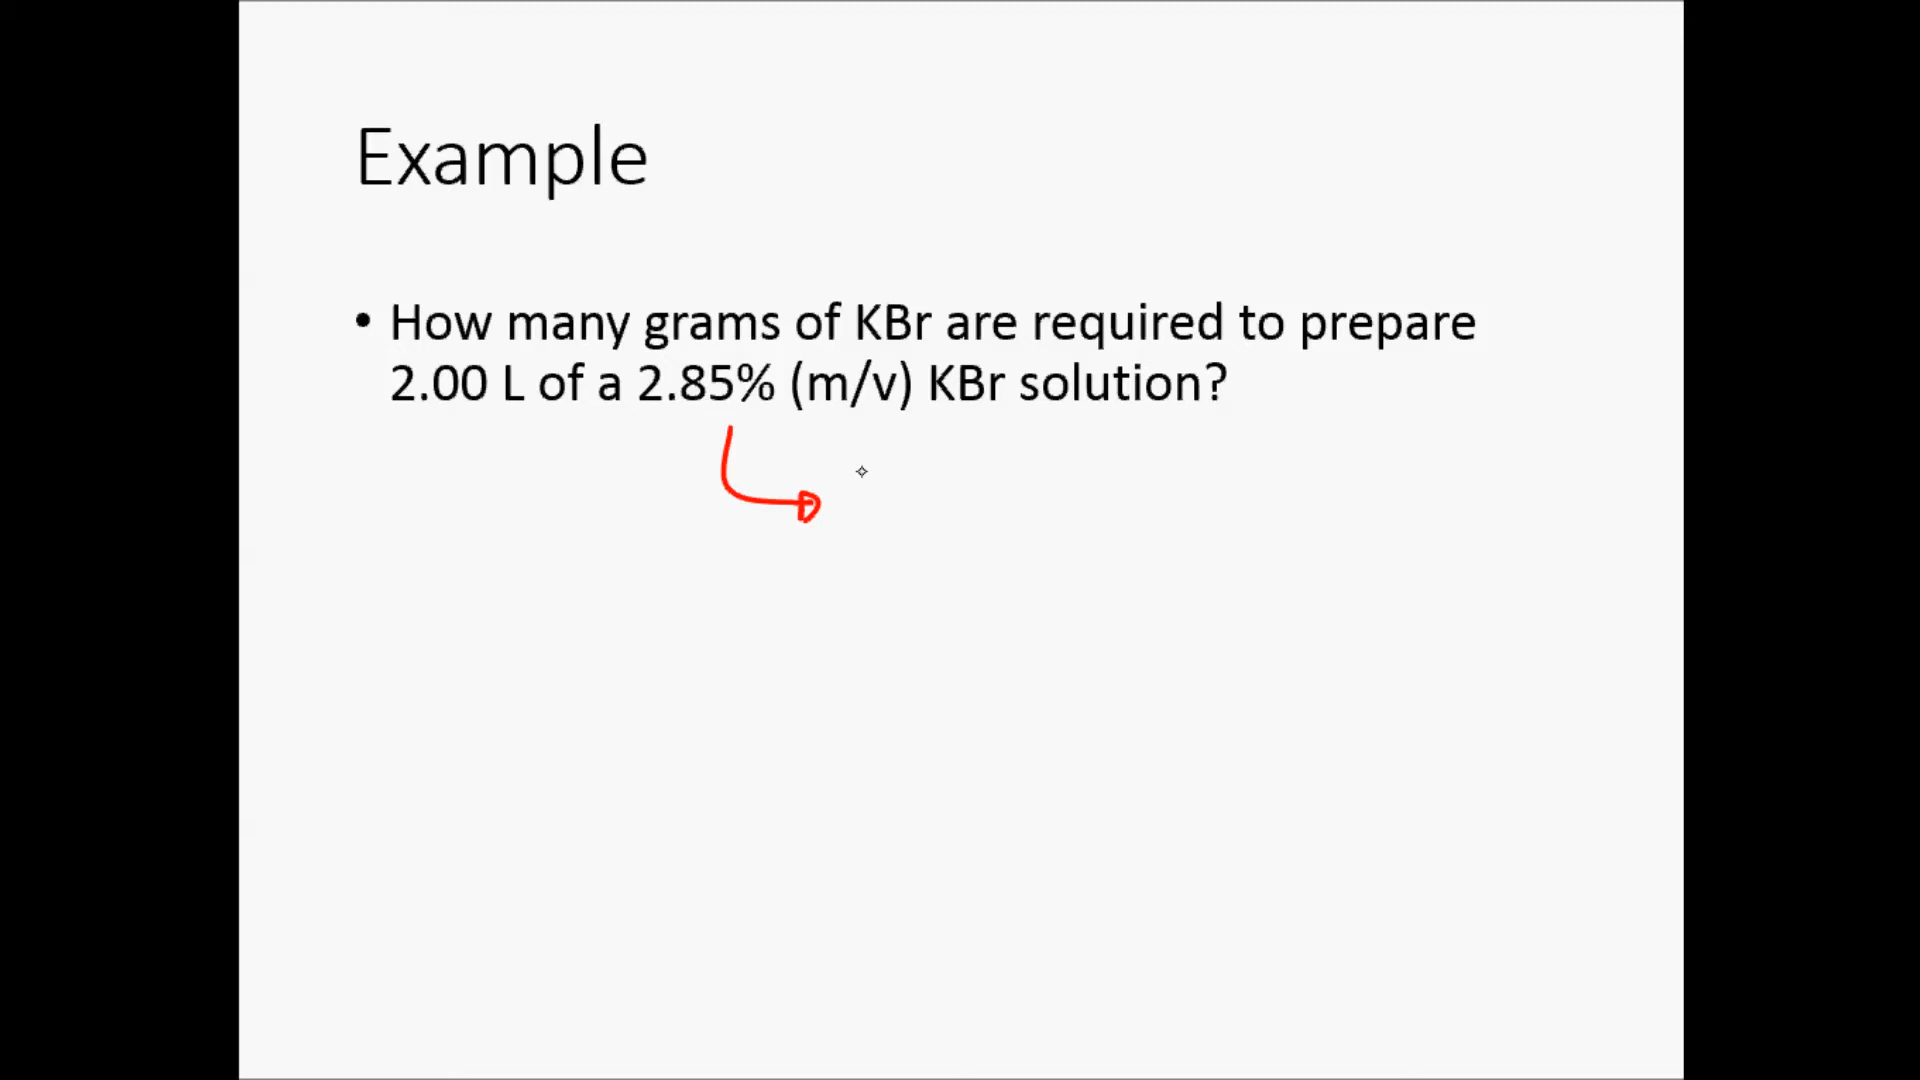 Example
• How many grams of KBr are required to prepare
2.00 L of a 2.85% (m/v) KBr solution?